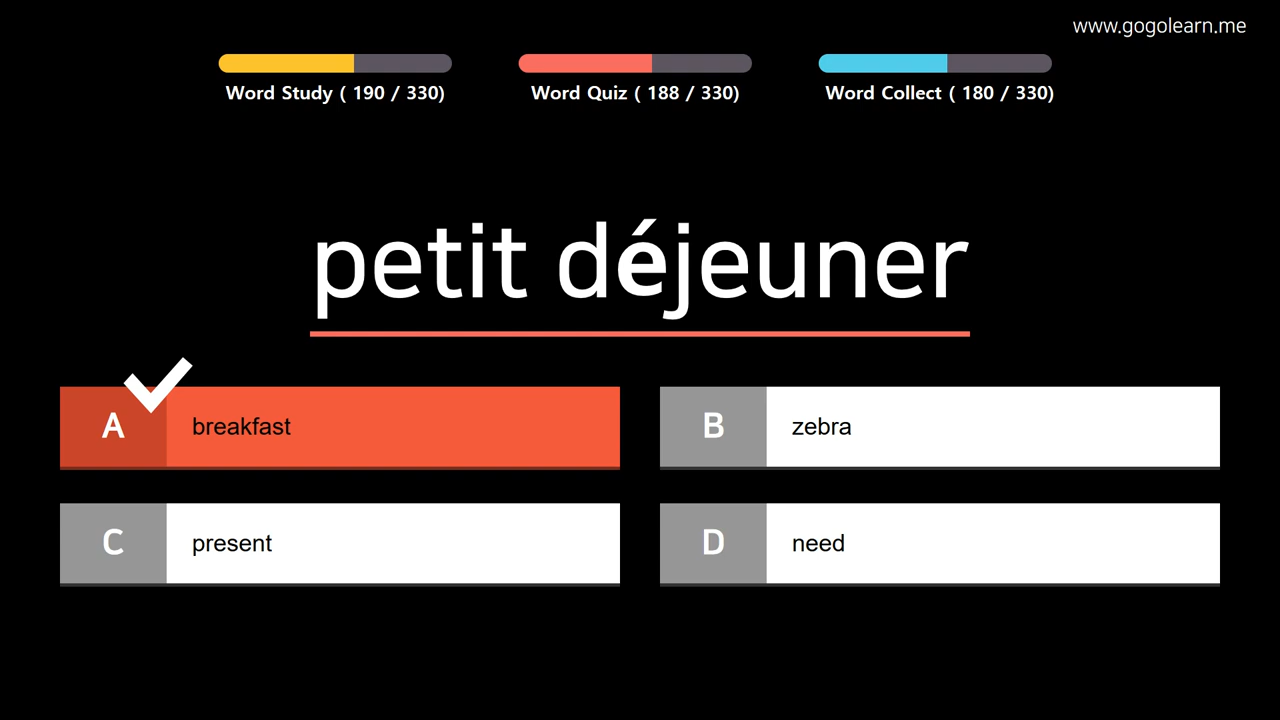 www.gogolearn.me
Word Study ( 190 / 330)
Word Quiz ( 188 / 330)
Word Collect ( 180 / 330)
petit déjeuner
A breakfast
B zebra
C present
D need